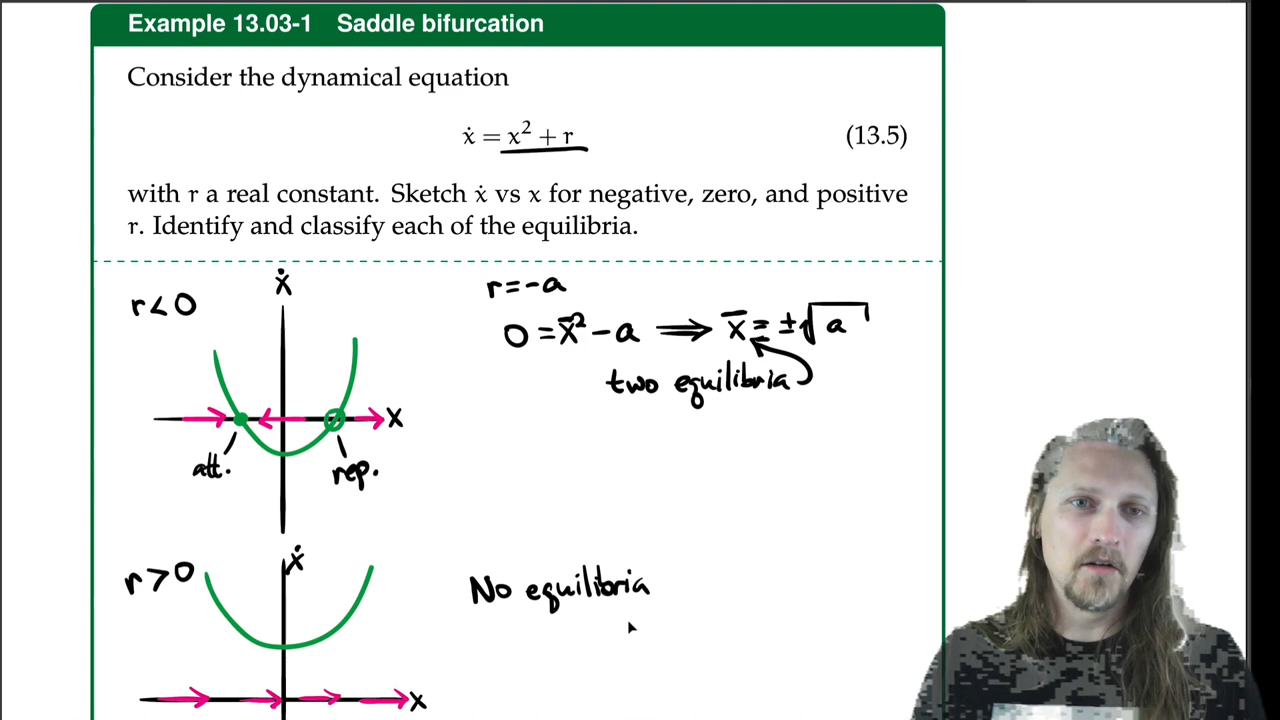 Example 13.03-1 Saddle bifurcation
Consider the dynamical equation
ẋ = x² + r (13.5)
with r a real constant. Sketch ẋ vs x for negative, zero, and positive
r. Identify and classify each of the equilibria.
r<0
ẋ
r=-a
0 = x̄² - a ⟹ x̄ = ±√a
two equilibria
x
att.
rep.
r>0
ẋ
No equilibria
x